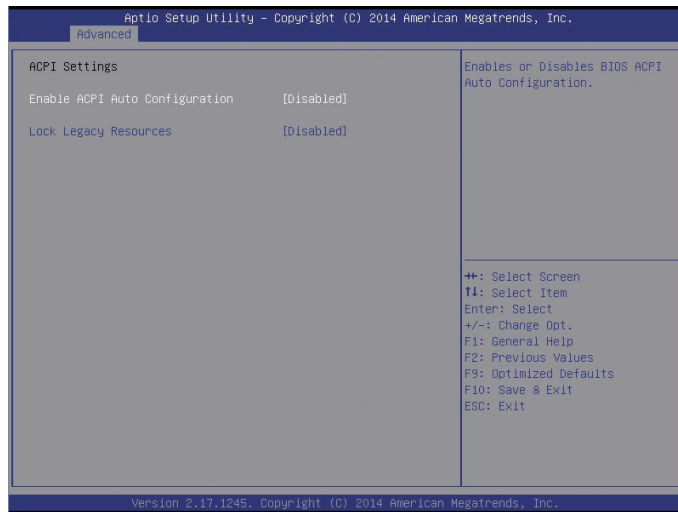 Aptio Setup Utility – Copyright (C) 2014 American Megatrends, Inc.
Advanced
ACPI Settings
Enable ACPI Auto Configuration [Disabled]
Lock Legacy Resources [Disabled]
Enables or Disables BIOS ACPI
Auto Configuration.
→←: Select Screen
↑↓: Select Item
Enter: Select
+/-: Change Opt.
F1: General Help
F2: Previous Values
F9: Optimized Defaults
F10: Save & Exit
ESC: Exit
Version 2.17.1245. Copyright (C) 2014 American Megatrends, Inc.